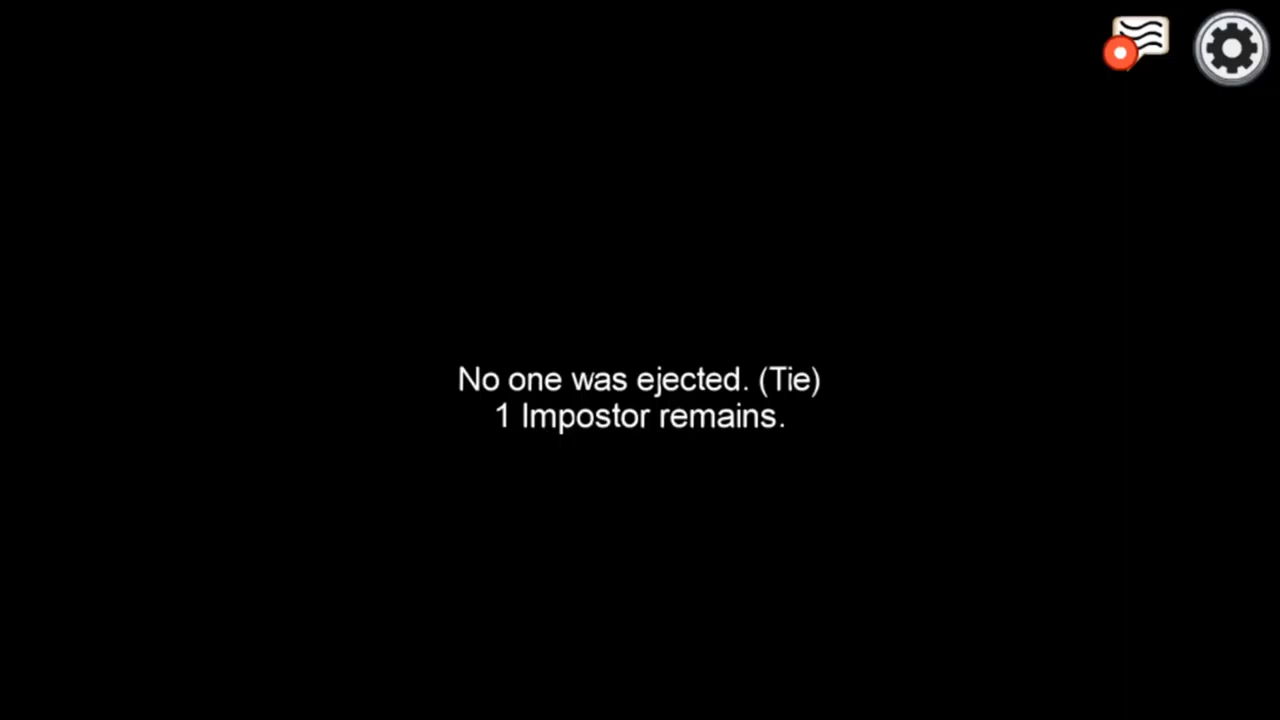 No one was ejected. (Tie)
1 Impostor remains.